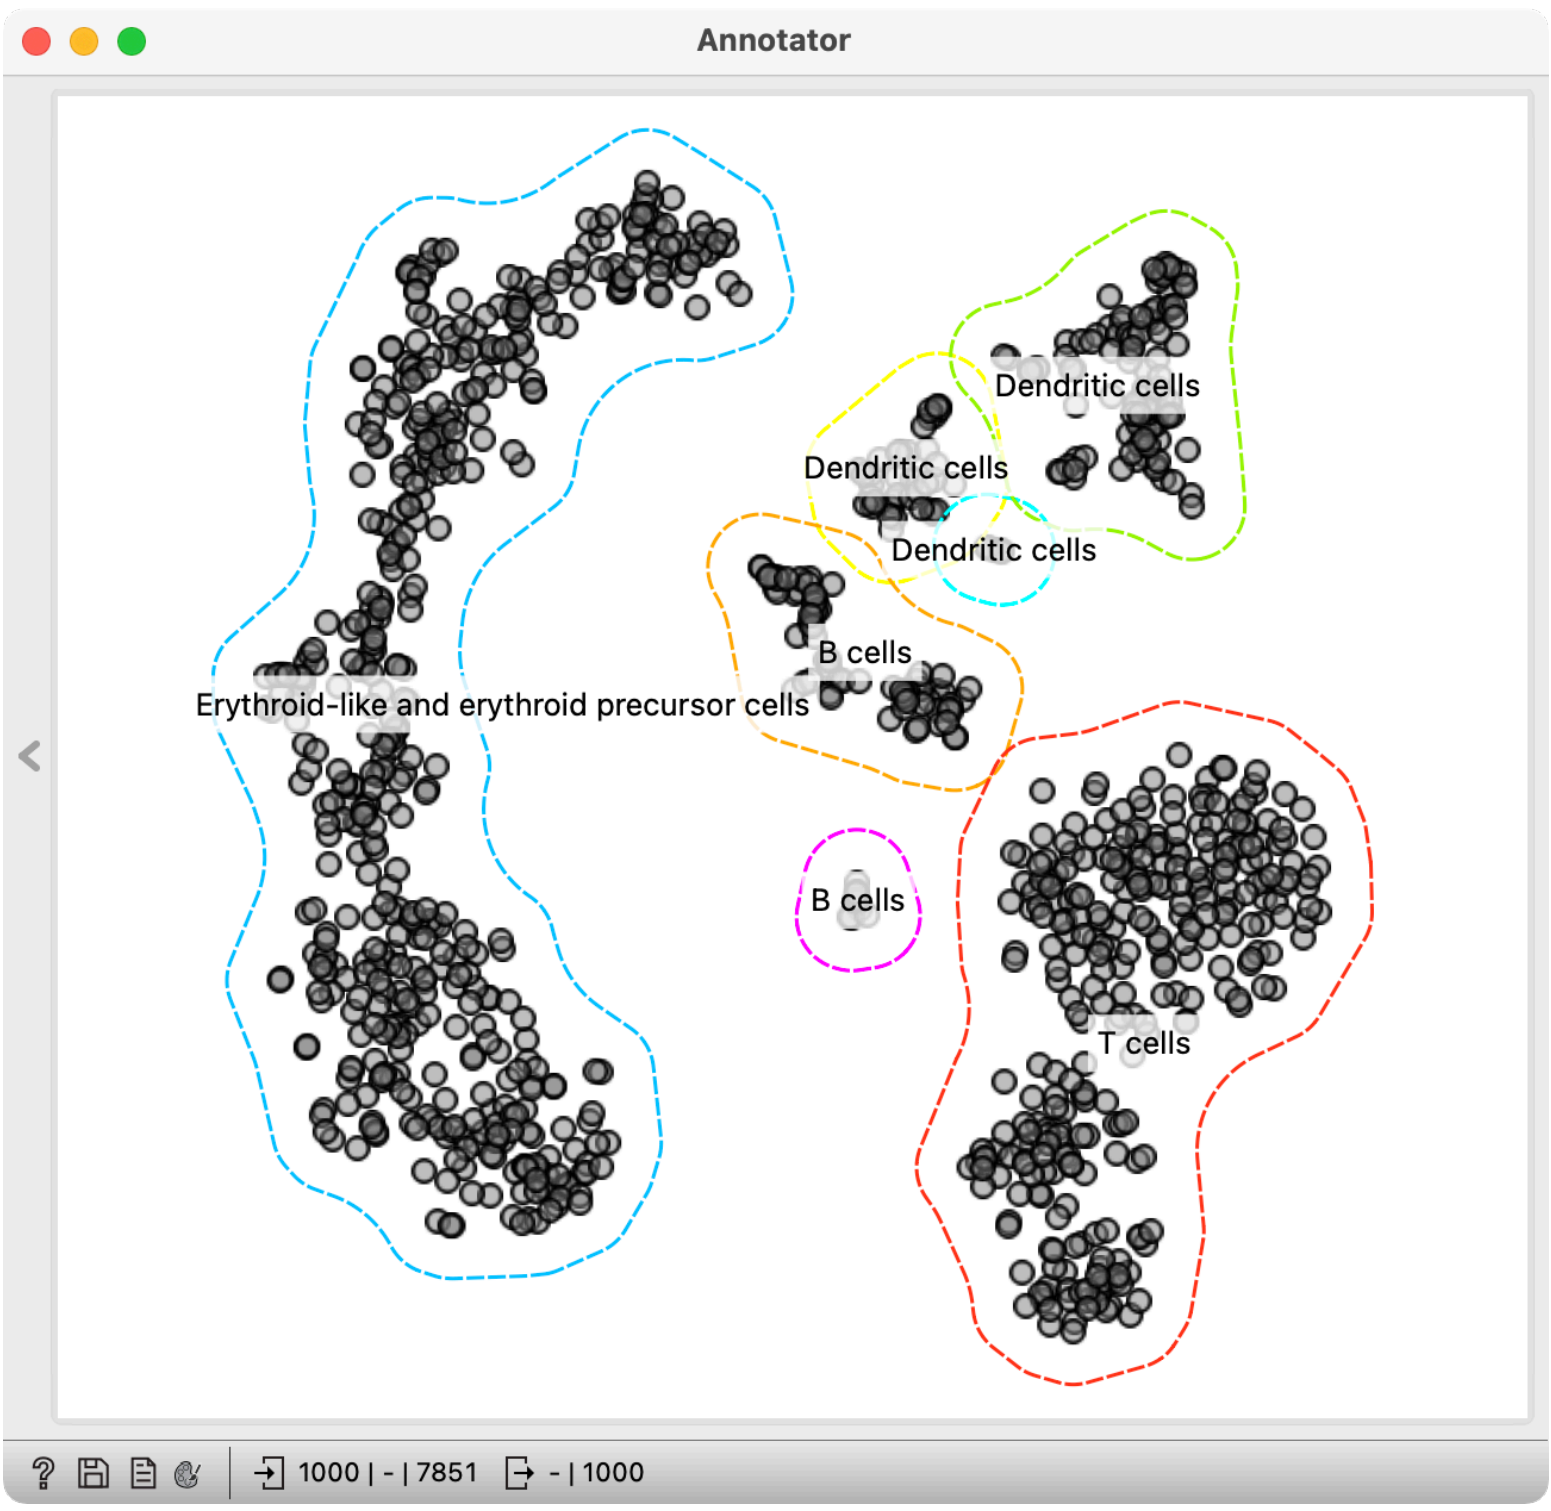 Annotator
Dendritic cells
Dendritic cells
Dendritic cells
B cells
Erythroid-like and erythroid precursor cells
B cells
T cells
1000 | - | 7851 - | 1000